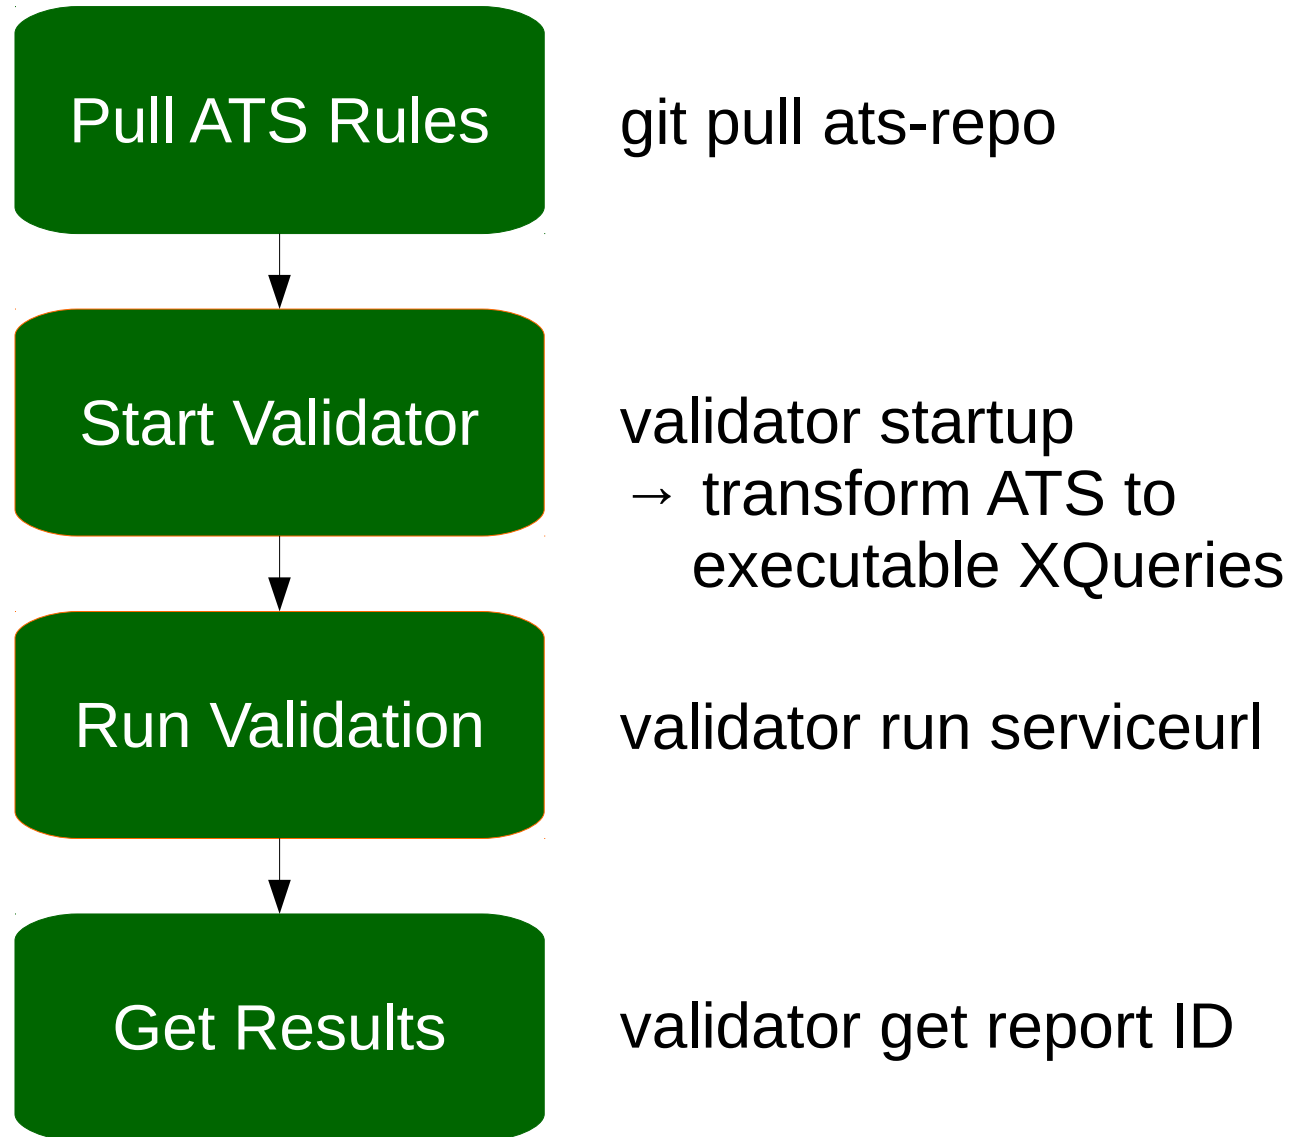 Pull ATS Rules
git pull ats-repo
Start Validator
validator startup
→ transform ATS to
executable XQueries
Run Validation
validator run serviceurl
Get Results
validator get report ID